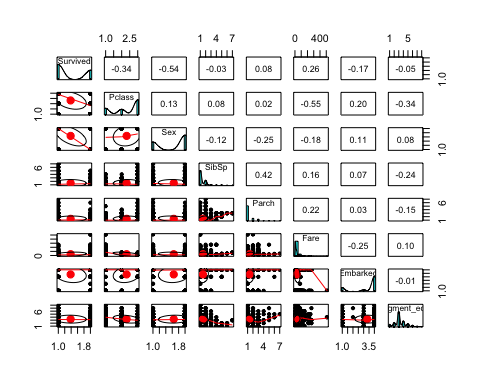 1.0 2.5 1 4 7 0 400 1 5
Survived -0.34 -0.54 -0.03 0.08 0.26 -0.17 -0.05 1.0
1.0 Pclass 0.13 0.08 0.02 -0.55 0.20 -0.34
Sex -0.12 -0.25 -0.18 0.11 0.08 1.0
1 6 SibSp 0.42 0.16 0.07 -0.24
Parch 0.22 0.03 -0.15 1 6
0 Fare -0.25 0.10
Embarked -0.01 1.0
1 6
1.0 1.8 1.0 1.8 1 4 7 1.0 3.5